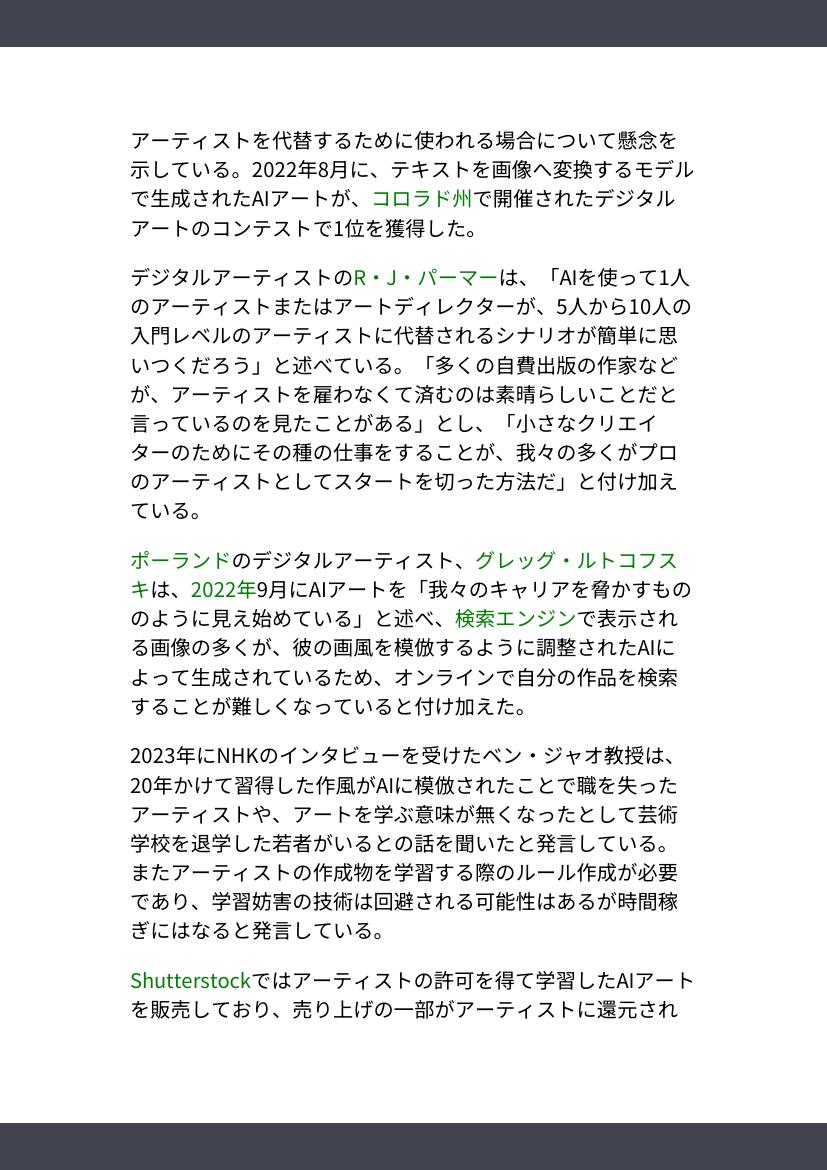 アーティストを代替するために使われる場合について懸念を
示している。2022年8月に、テキストを画像へ変換するモデル
で生成されたAIアートが、コロラド州で開催されたデジタル
アートのコンテストで1位を獲得した。
デジタルアーティストのR・J・パーマーは、「AIを使って1人
のアーティストまたはアートディレクターが、5人から10人の
入門レベルのアーティストに代替されるシナリオが簡単に思
いつくだろう」と述べている。「多くの自費出版の作家など
が、アーティストを雇わなくて済むのは素晴らしいことだと
言っているのを見たことがある」とし、「小さなクリエイ
ターのためにその種の仕事をすることが、我々の多くがプロ
のアーティストとしてスタートを切った方法だ」と付け加え
ている。
ポーランドのデジタルアーティスト、グレッグ・ルトコフス
キは、2022年9月にAIアートを「我々のキャリアを脅かすもの
のように見え始めている」と述べ、検索エンジンで表示され
る画像の多くが、彼の画風を模倣するように調整されたAIに
よって生成されているため、オンラインで自分の作品を検索
することが難しくなっていると付け加えた。
2023年にNHKのインタビューを受けたベン・ジャオ教授は、
20年かけて習得した作風がAIに模倣されたことで職を失った
アーティストや、アートを学ぶ意味が無くなったとして芸術
学校を退学した若者がいるとの話を聞いたと発言している。
またアーティストの作成物を学習する際のルール作成が必要
であり、学習妨害の技術は回避される可能性はあるが時間稼
ぎにはなると発言している。
Shutterstockではアーティストの許可を得て学習したAIアート
を販売しており、売り上げの一部がアーティストに還元され